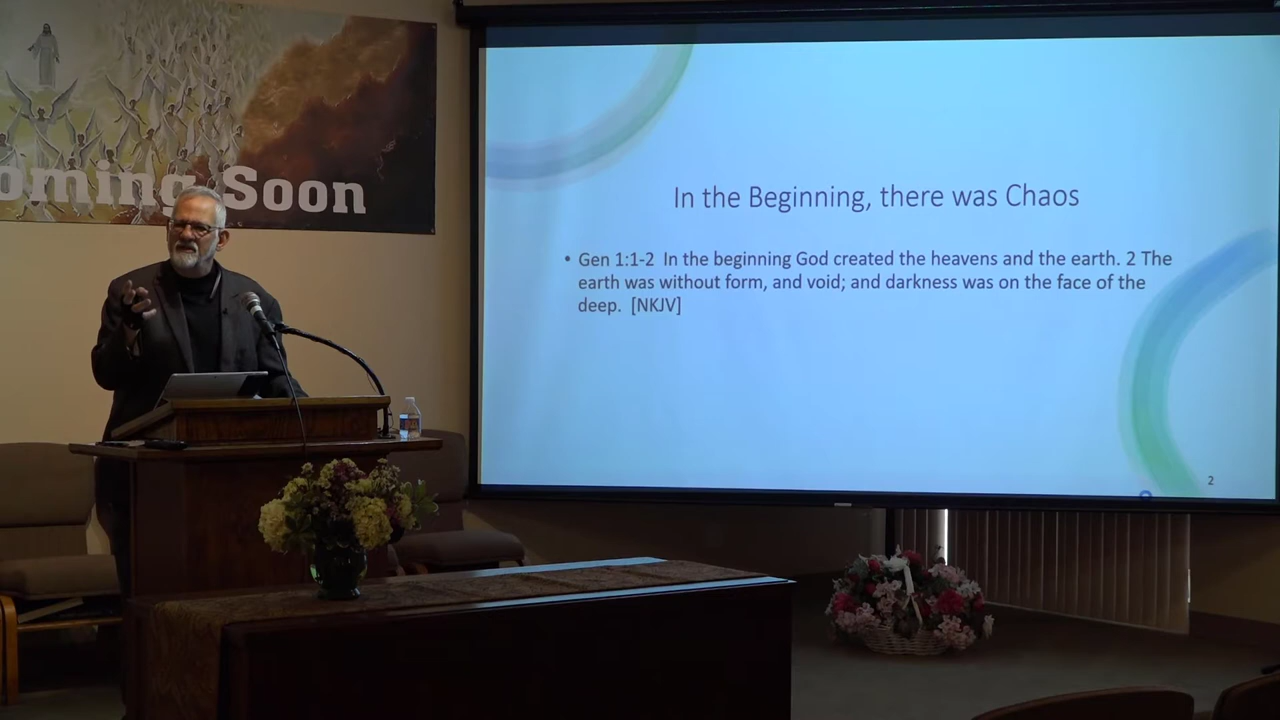 oming Soon
In the Beginning, there was Chaos
• Gen 1:1-2 In the beginning God created the heavens and the earth. 2 The
earth was without form, and void; and darkness was on the face of the
deep. [NKJV]
2